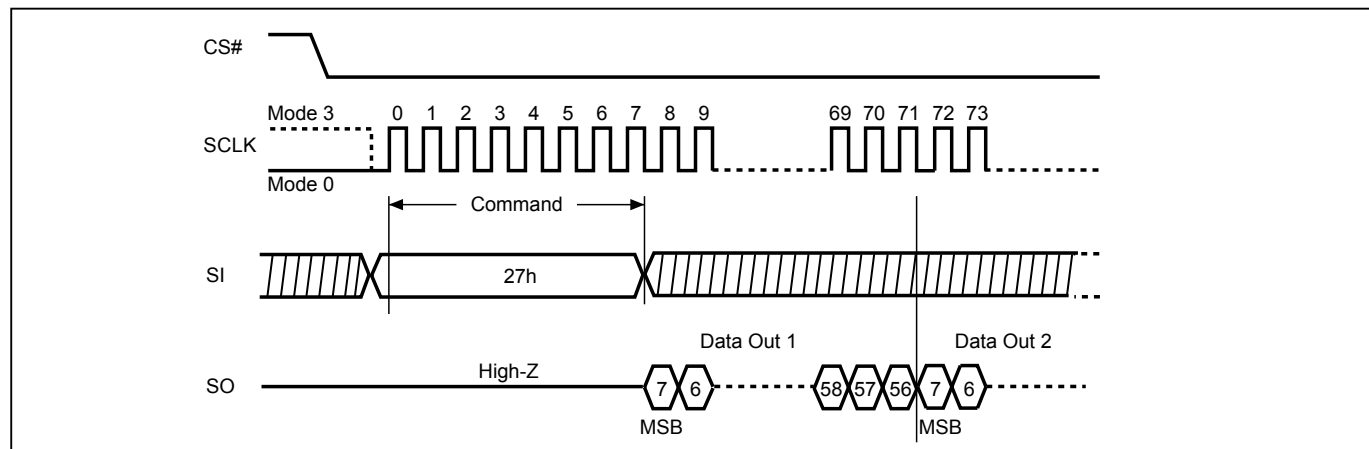 CS#
Mode 3
0 1 2 3 4 5 6 7 8 9 69 70 71 72 73
SCLK
Mode 0
Command
SI
27h
Data Out 1
Data Out 2
SO
High-Z
7 6 58 57 56 7 6
MSB
MSB